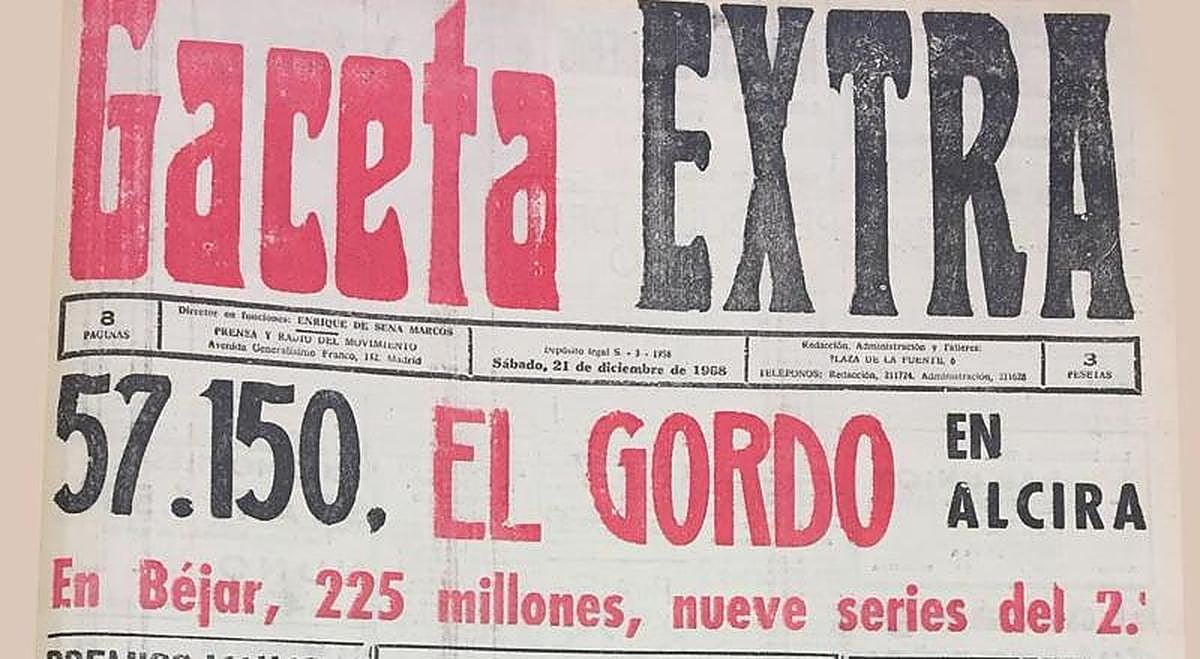 Gaceta EXTRA
8
PAGINAS
Director en funciones: ENRIQUE DE SENA MARCOS
PRENSA Y RADIO DEL MOVIMIENTO
Avenida Generalísimo Franco, 142. Madrid
Depósito legal S. - 3 - 1958
Sábado, 21 de diciembre de 1968
Redacción, Administración y Talleres:
PLAZA DE LA FUENTE, 6
TELEFONOS: Redacción, 211724. Administración, 211628
3
PESETAS
57.150, EL GORDO EN
ALCIRA
En Béjar, 225 millones, nueve series del 2.º